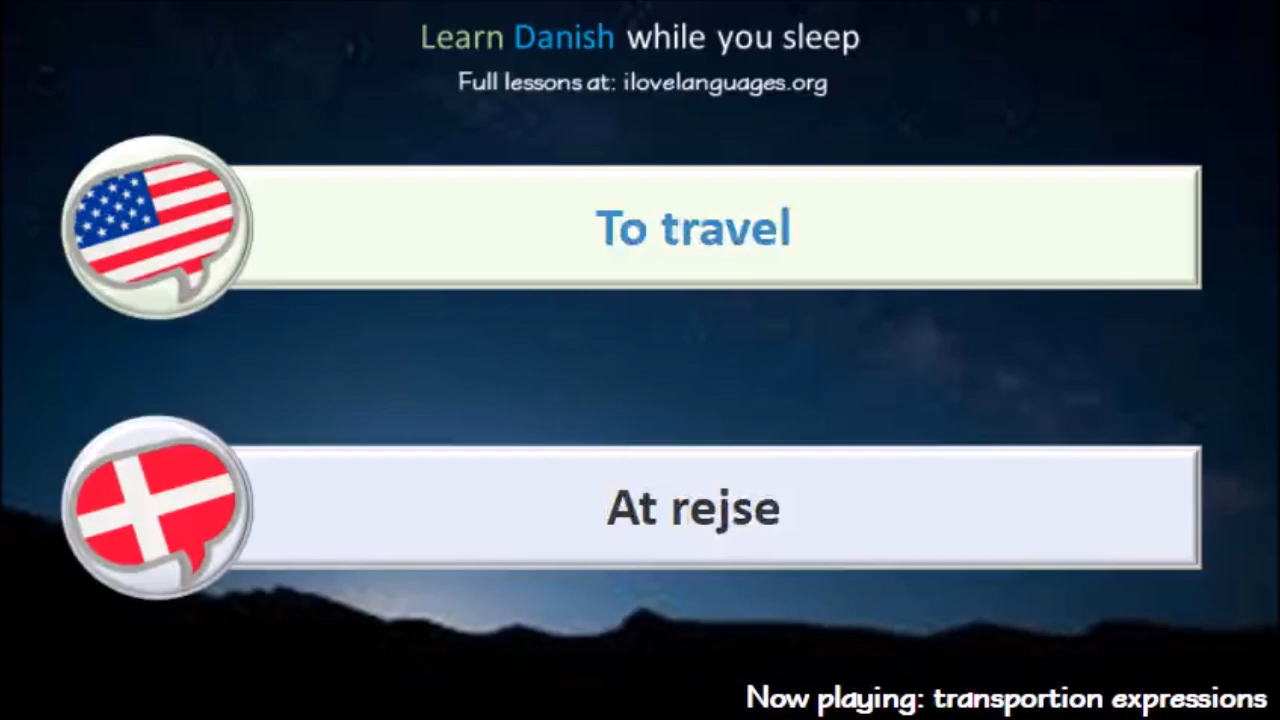 Learn Danish while you sleep
Full lessons at: ilovelanguages.org
To travel
At rejse
Now playing: transportion expressions